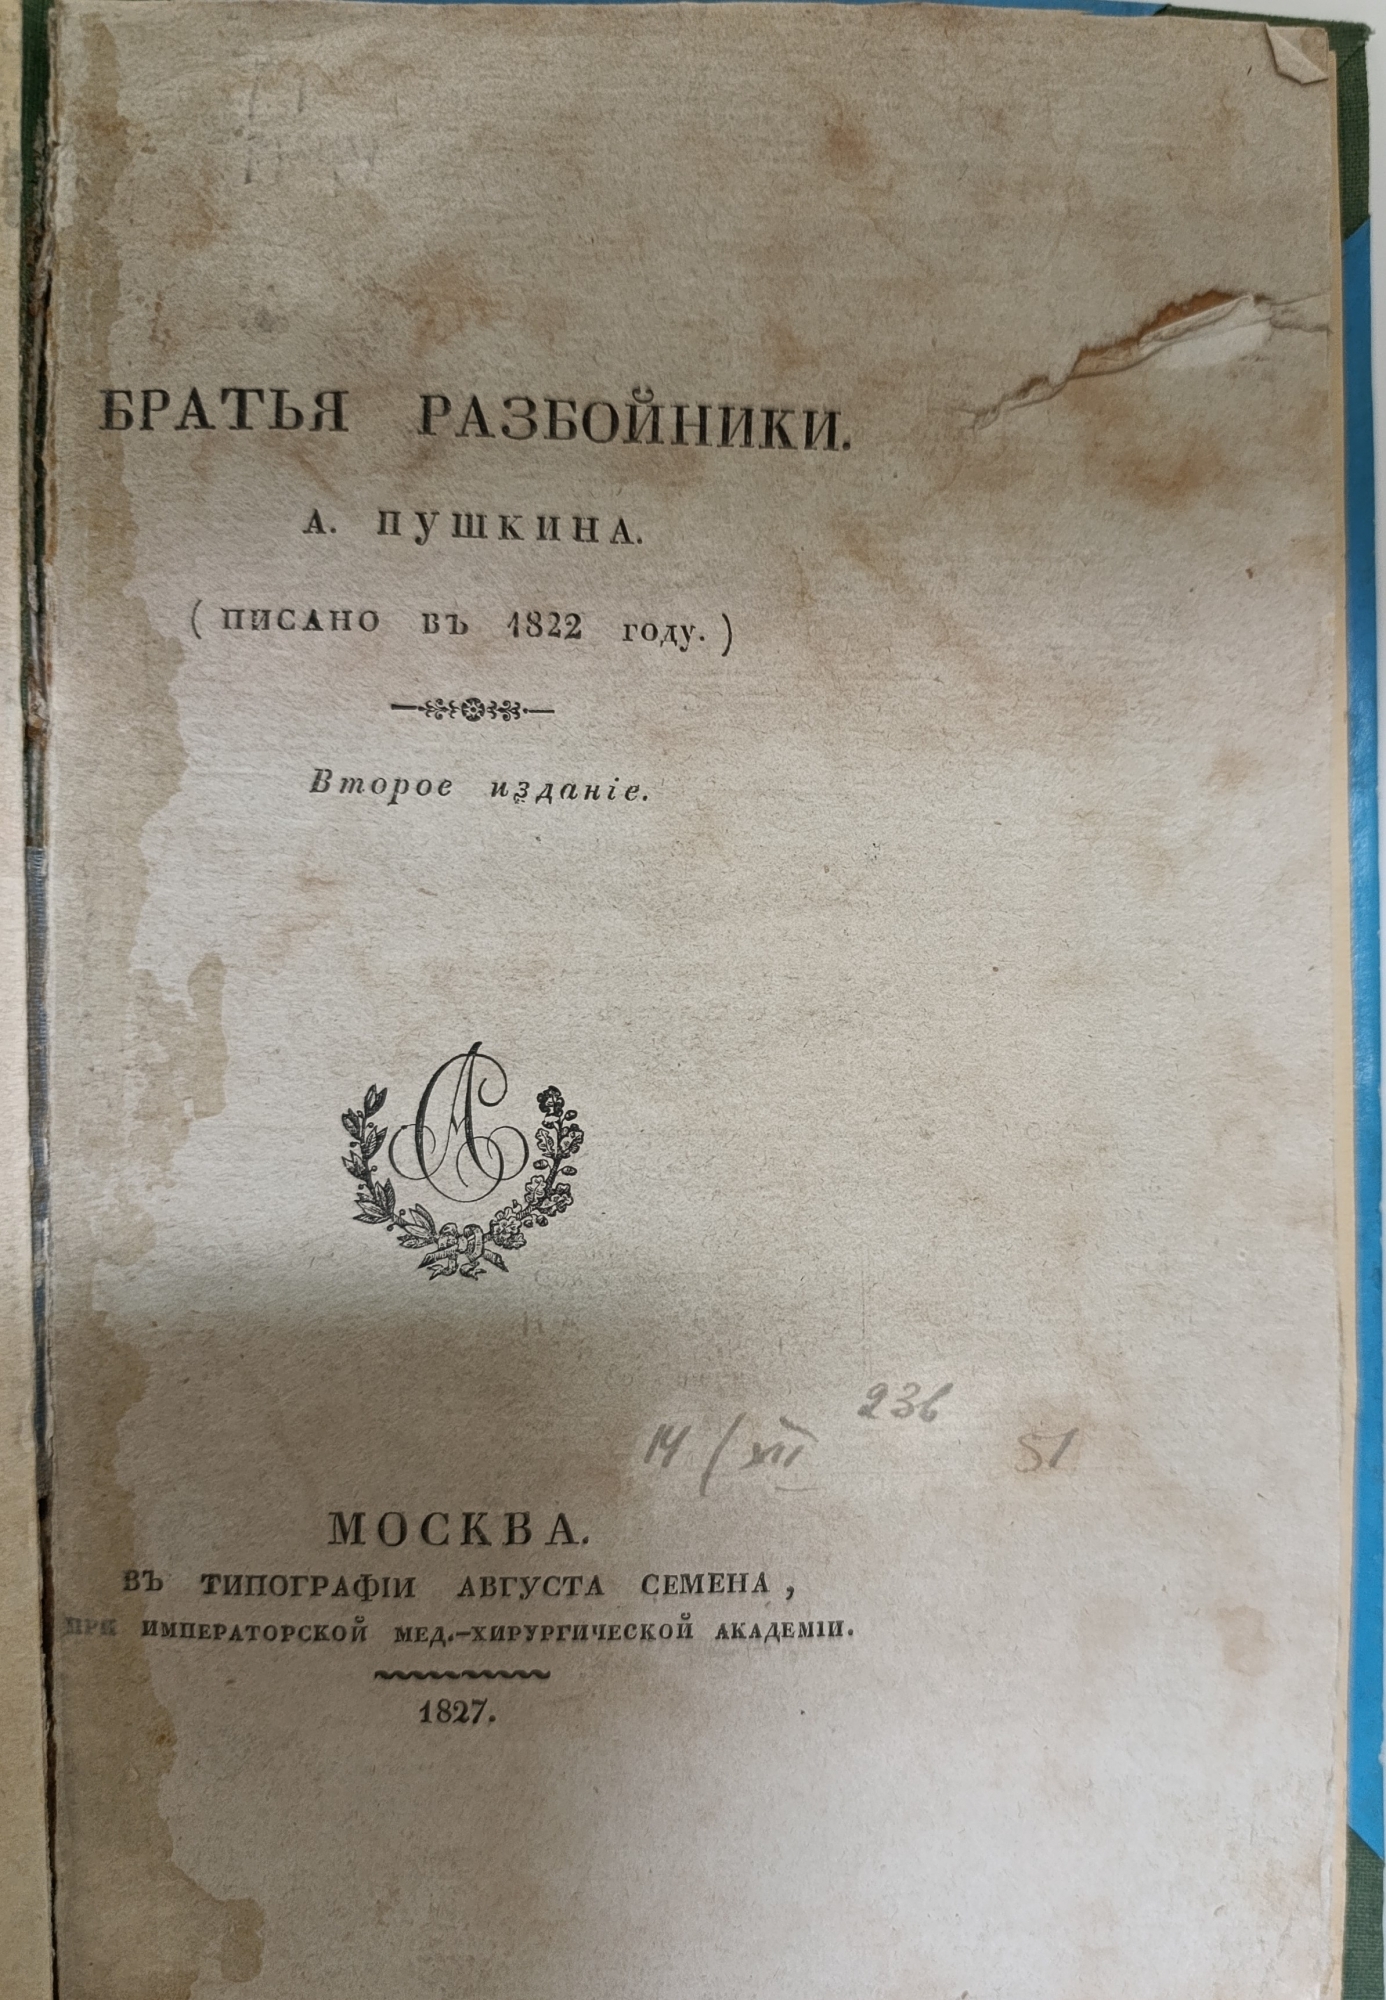 БРАТЬЯ РАЗБОЙНИКИ.
А. ПУШКИНА.
( ПИСАНО ВЪ 1822 году. )
Второе изданіе.
236
14 / XII 51
МОСКВА.
ВЪ ТИПОГРАФІИ АВГУСТА СЕМЕНА ,
ПРИ ИМПЕРАТОРСКОЙ МЕД.-ХИРУРГИЧЕСКОЙ АКАДЕМІИ.
1827.